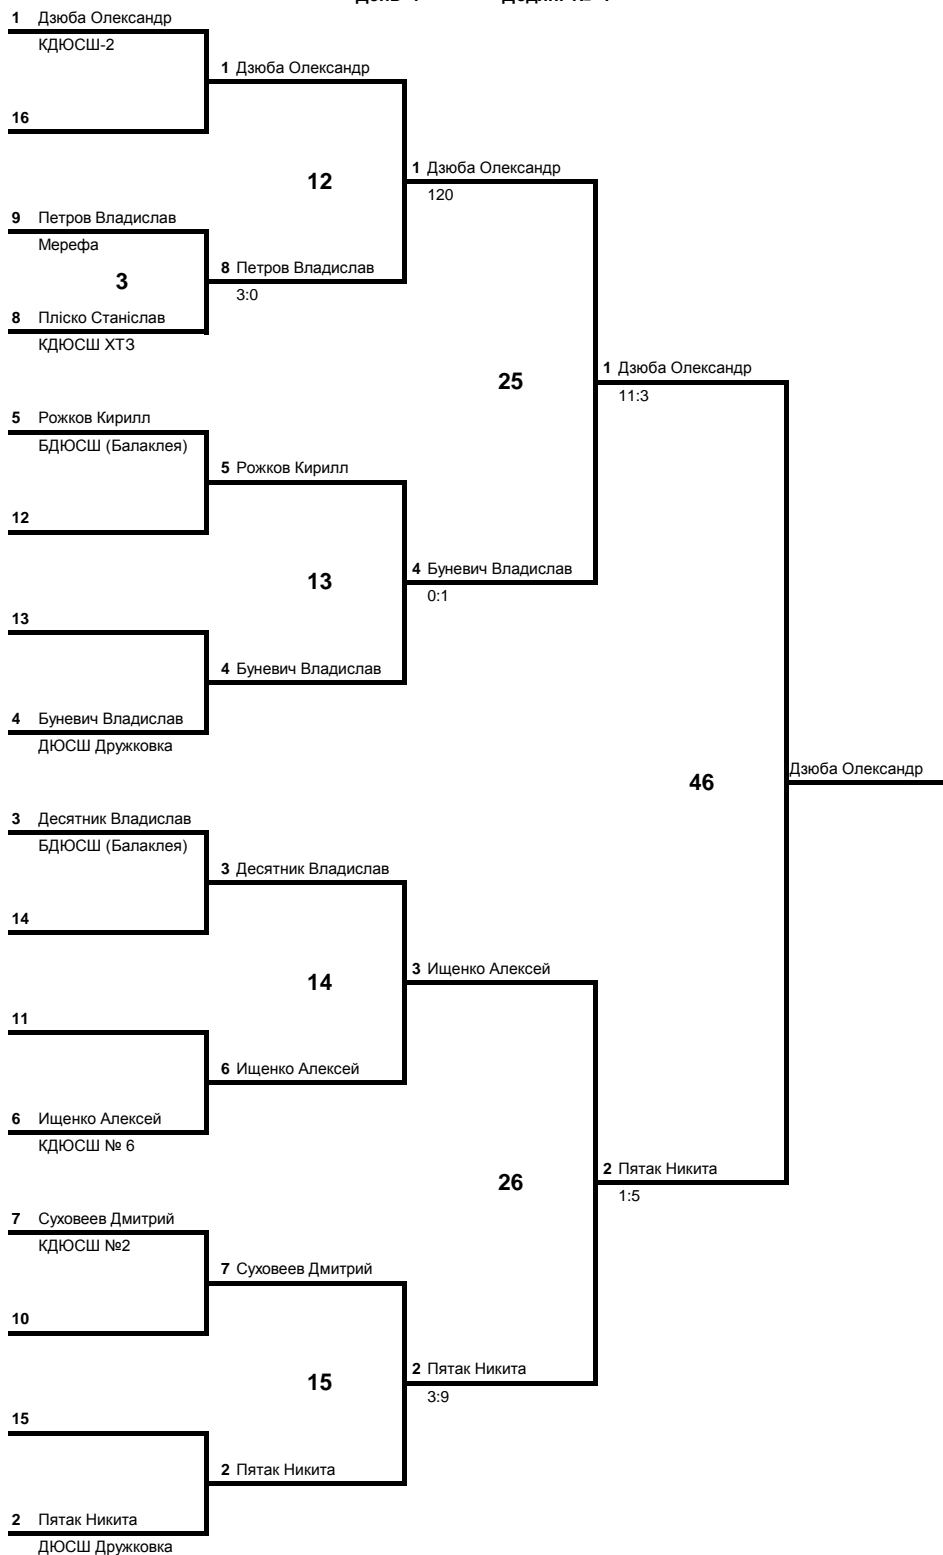 1 Дзюба Олександр
КДЮСШ-2
1 Дзюба Олександр
16
12
1 Дзюба Олександр
120
9 Петров Владислав
Мерефа
3
8 Петров Владислав
3:0
8 Пліско Станіслав
КДЮСШ ХТЗ
25
1 Дзюба Олександр
11:3
5 Рожков Кирилл
БДЮСШ (Балаклея)
5 Рожков Кирилл
12
13
4 Буневич Владислав
0:1
13
4 Буневич Владислав
4 Буневич Владислав
ДЮСШ Дружковка
46
Дзюба Олександр
3 Десятник Владислав
БДЮСШ (Балаклея)
3 Десятник Владислав
14
14
3 Ищенко Алексей
11
6 Ищенко Алексей
6 Ищенко Алексей
КДЮСШ № 6
26
2 Пятак Никита
1:5
7 Суховеев Дмитрий
КДЮСШ №2
7 Суховеев Дмитрий
10
15
2 Пятак Никита
3:9
15
2 Пятак Никита
2 Пятак Никита
ДЮСШ Дружковка